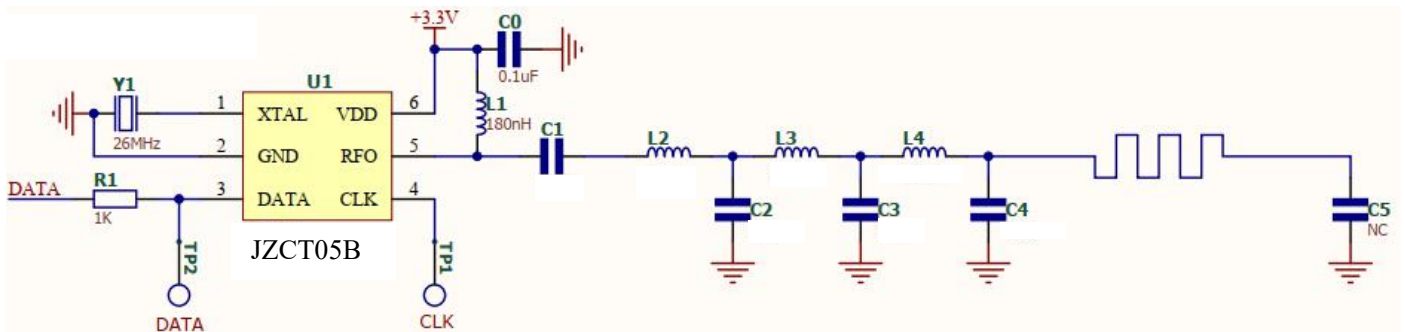 +3.3V
C0
0.1uF
Y1
26MHz
U1
1 XTAL VDD 6
2 GND RFO 5
3 DATA CLK 4
JZCT05B
L1
180nH
C1
L2
L3
L4
C2
C3
C4
C5
NC
DATA
R1
1K
TP2
DATA
TP1
CLK